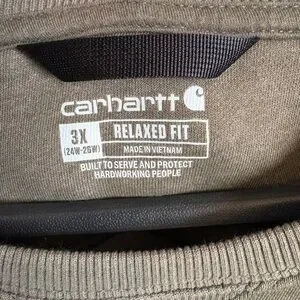 carhartt
3X
(24W-26W)
RELAXED FIT
MADE IN VIETNAM
BUILT TO SERVE AND PROTECT
HARDWORKING PEOPLE